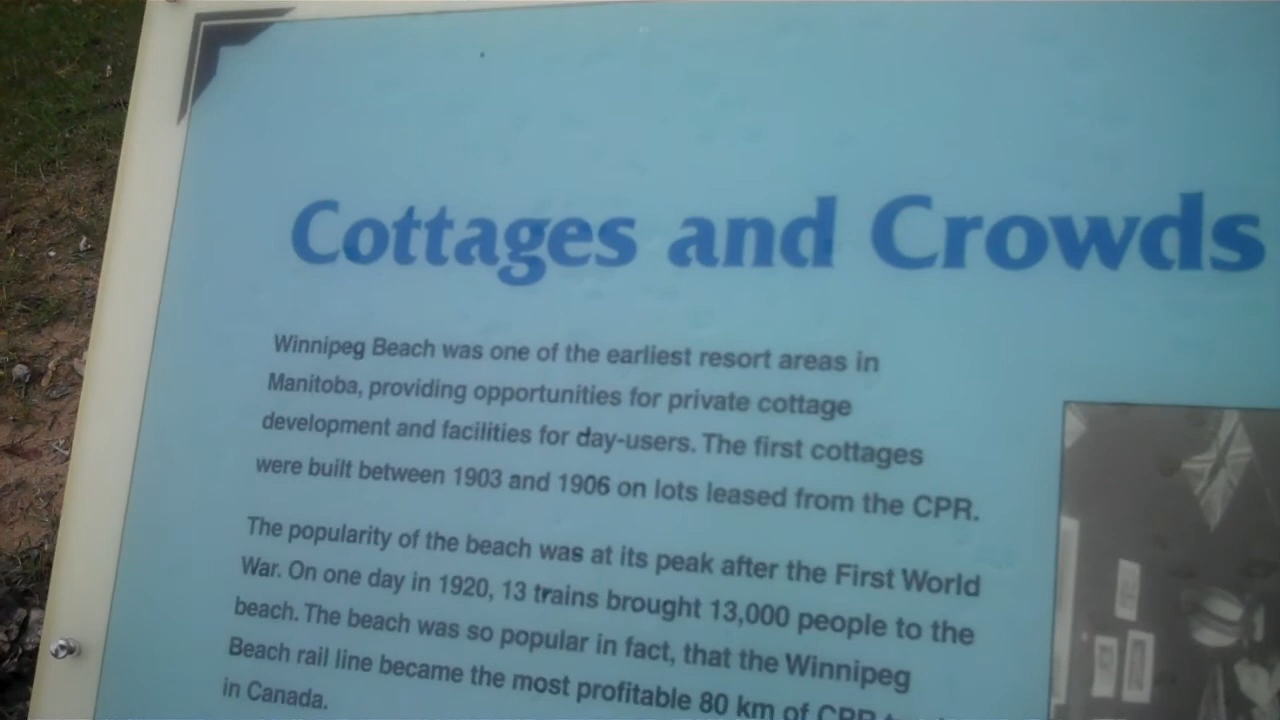 Cottages and Crowds
Winnipeg Beach was one of the earliest resort areas in
Manitoba, providing opportunities for private cottage
development and facilities for day-users. The first cottages
were built between 1903 and 1906 on lots leased from the CPR.
The popularity of the beach was at its peak after the First World
War. On one day in 1920, 13 trains brought 13,000 people to the
beach. The beach was so popular in fact, that the Winnipeg
Beach rail line became the most profitable 80 km of CPR
in Canada.